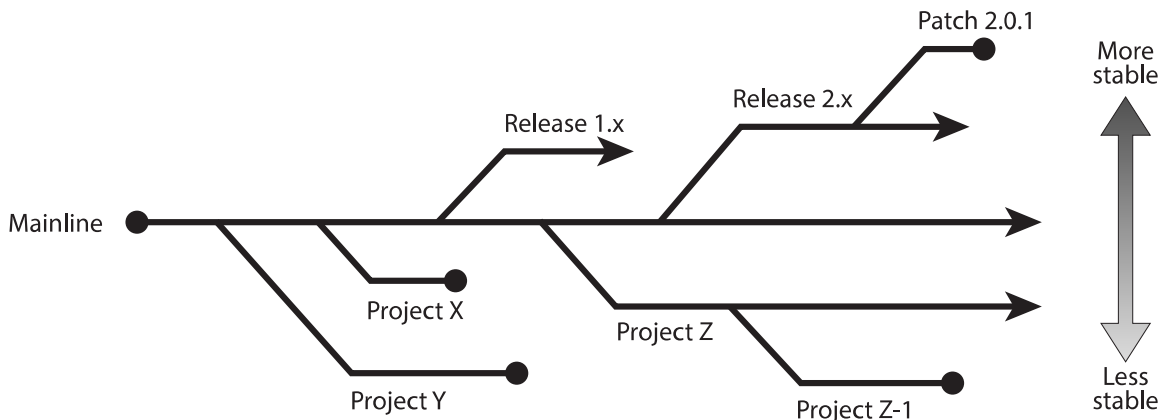 Patch 2.0.1
More
stable
Release 2.x
Release 1.x
Mainline
Project X
Project Z
Project Y
Less
stable
Project Z-1